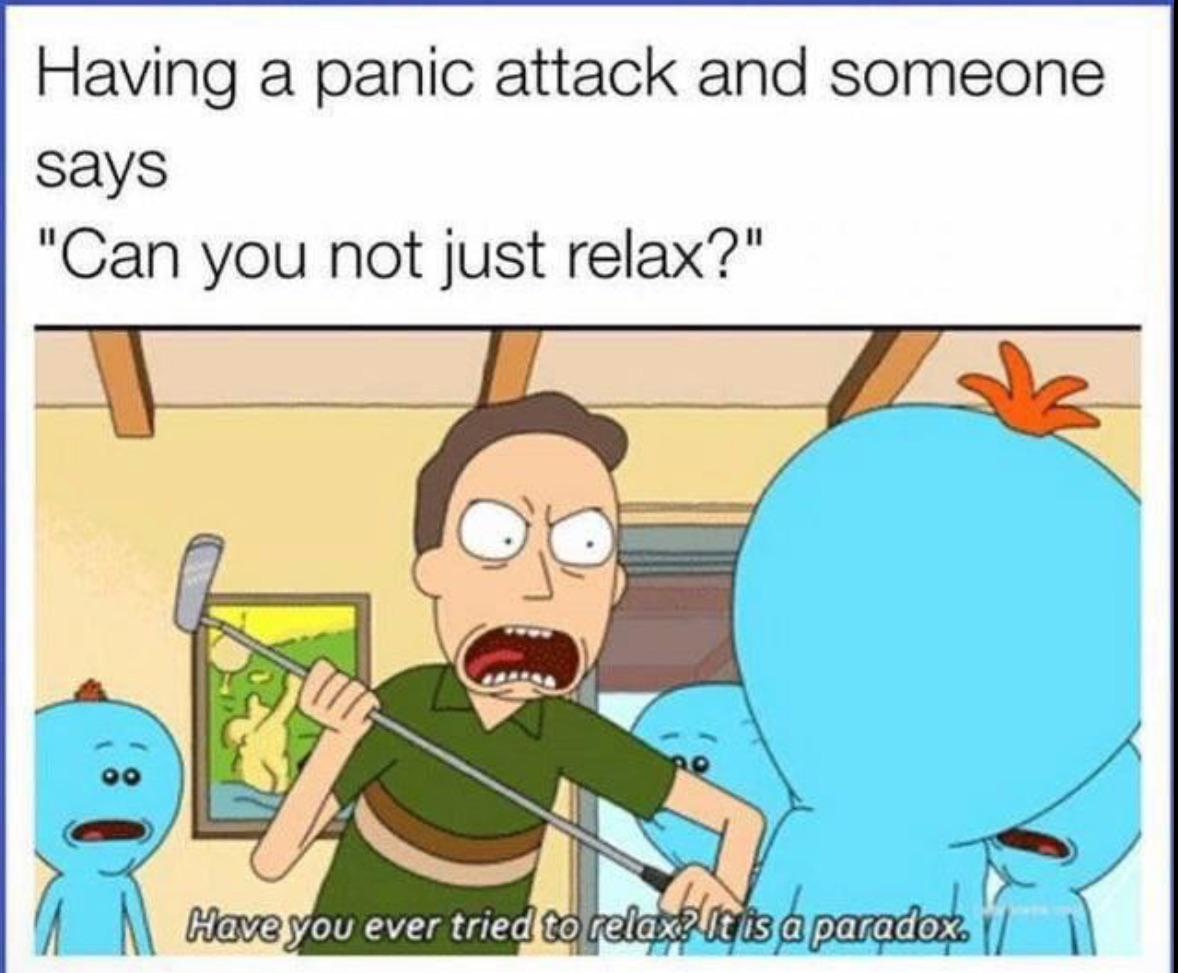 Having a panic attack and someone
says
"Can you not just relax?"
Have you ever tried to relax? It is a paradox.